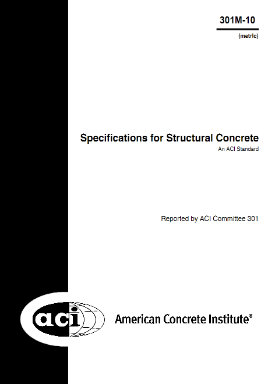 301M-10
(metric)
Specifications for Structural Concrete
An ACI Standard
Reported by ACI Committee 301
aci
American Concrete Institute®